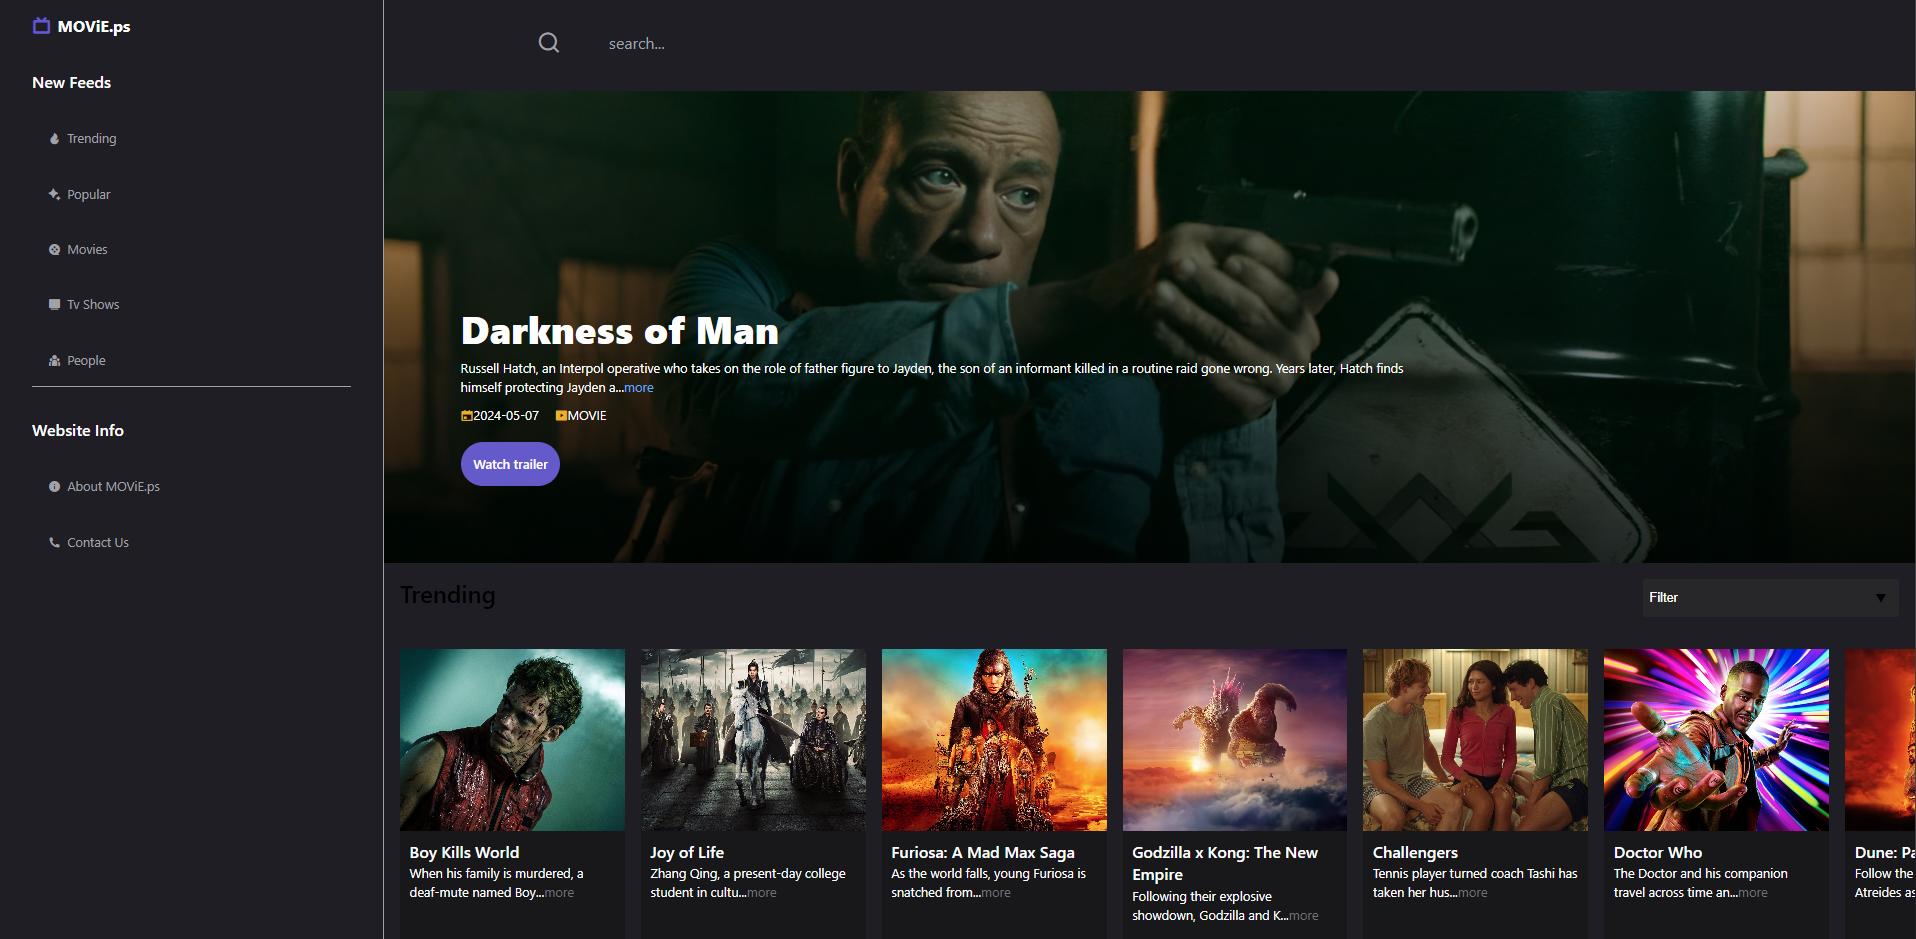 MOViE.ps
New Feeds
Trending
Popular
Movies
Tv Shows
People
Website Info
About MOViE.ps
Contact Us
search...
Darkness of Man
Russell Hatch, an Interpol operative who takes on the role of father figure to Jayden, the son of an informant killed in a routine raid gone wrong. Years later, Hatch finds
himself protecting Jayden a...more
2024-05-07 MOVIE
Watch trailer
Trending
Filter
Boy Kills World
When his family is murdered, a
deaf-mute named Boy...more
Joy of Life
Zhang Qing, a present-day college
student in cultu...more
Furiosa: A Mad Max Saga
As the world falls, young Furiosa is
snatched from...more
Godzilla x Kong: The New
Empire
Following their explosive
showdown, Godzilla and K...more
Challengers
Tennis player turned coach Tashi has
taken her hus...more
Doctor Who
The Doctor and his companion
travel across time an...more
Dune: Pa
Follow the
Atreides as